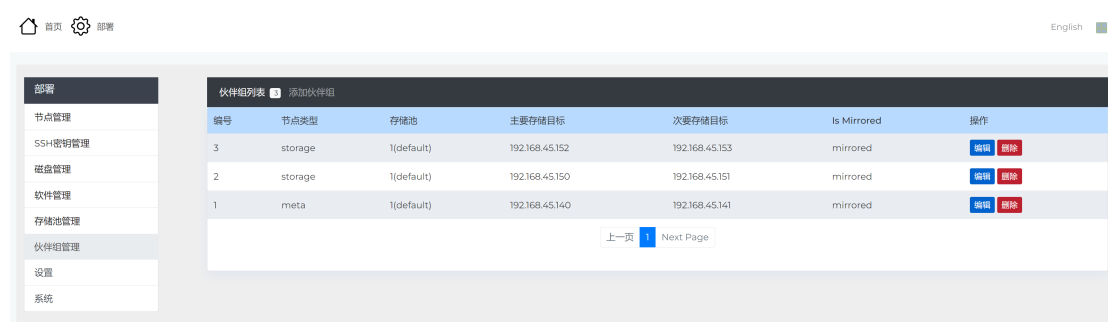 首页 部署 English
部署
节点管理
SSH密钥管理
磁盘管理
软件管理
存储池管理
伙伴组管理
设置
系统
伙伴组列表 3 添加伙伴组
编号 节点类型 存储池 主要存储目标 次要存储目标 Is Mirrored 操作
3 storage 1(default) 192.168.45.152 192.168.45.153 mirrored 编辑 删除
2 storage 1(default) 192.168.45.150 192.168.45.151 mirrored 编辑 删除
1 meta 1(default) 192.168.45.140 192.168.45.141 mirrored 编辑 删除
上一页 1 Next Page